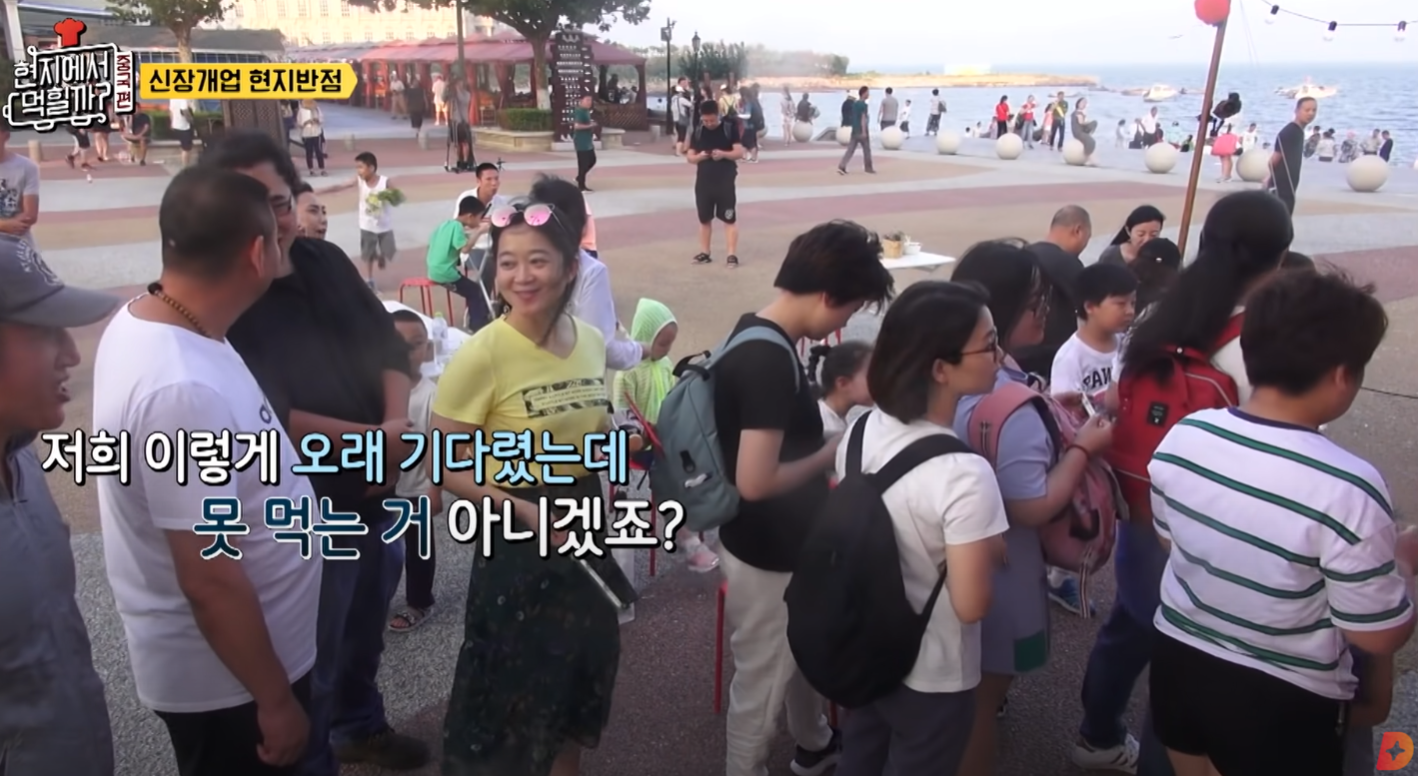 현지에서
먹힐까?
중국편
신장개업 현지반점
저희 이렇게 오래 기다렸는데
못 먹는 거 아니겠죠?